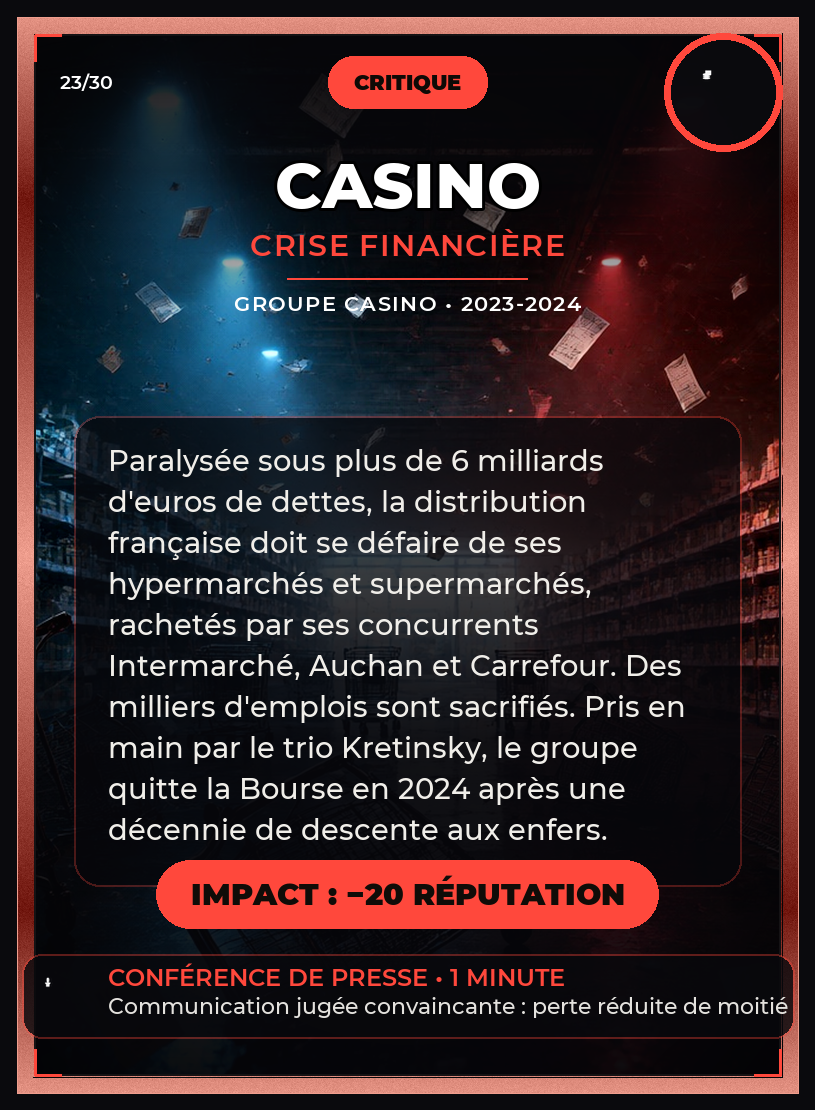 23/30
CRITIQUE
CASINO
CRISE FINANCIÈRE
GROUPE CASINO • 2023-2024
Paralysée sous plus de 6 milliards
d'euros de dettes, la distribution
française doit se défaire de ses
hypermarchés et supermarchés,
rachetés par ses concurrents
Intermarché, Auchan et Carrefour. Des
milliers d'emplois sont sacrifiés. Pris en
main par le trio Kretinsky, le groupe
quitte la Bourse en 2024 après une
décennie de descente aux enfers.
IMPACT : −20 RÉPUTATION
CONFÉRENCE DE PRESSE • 1 MINUTE
Communication jugée convaincante : perte réduite de moitié